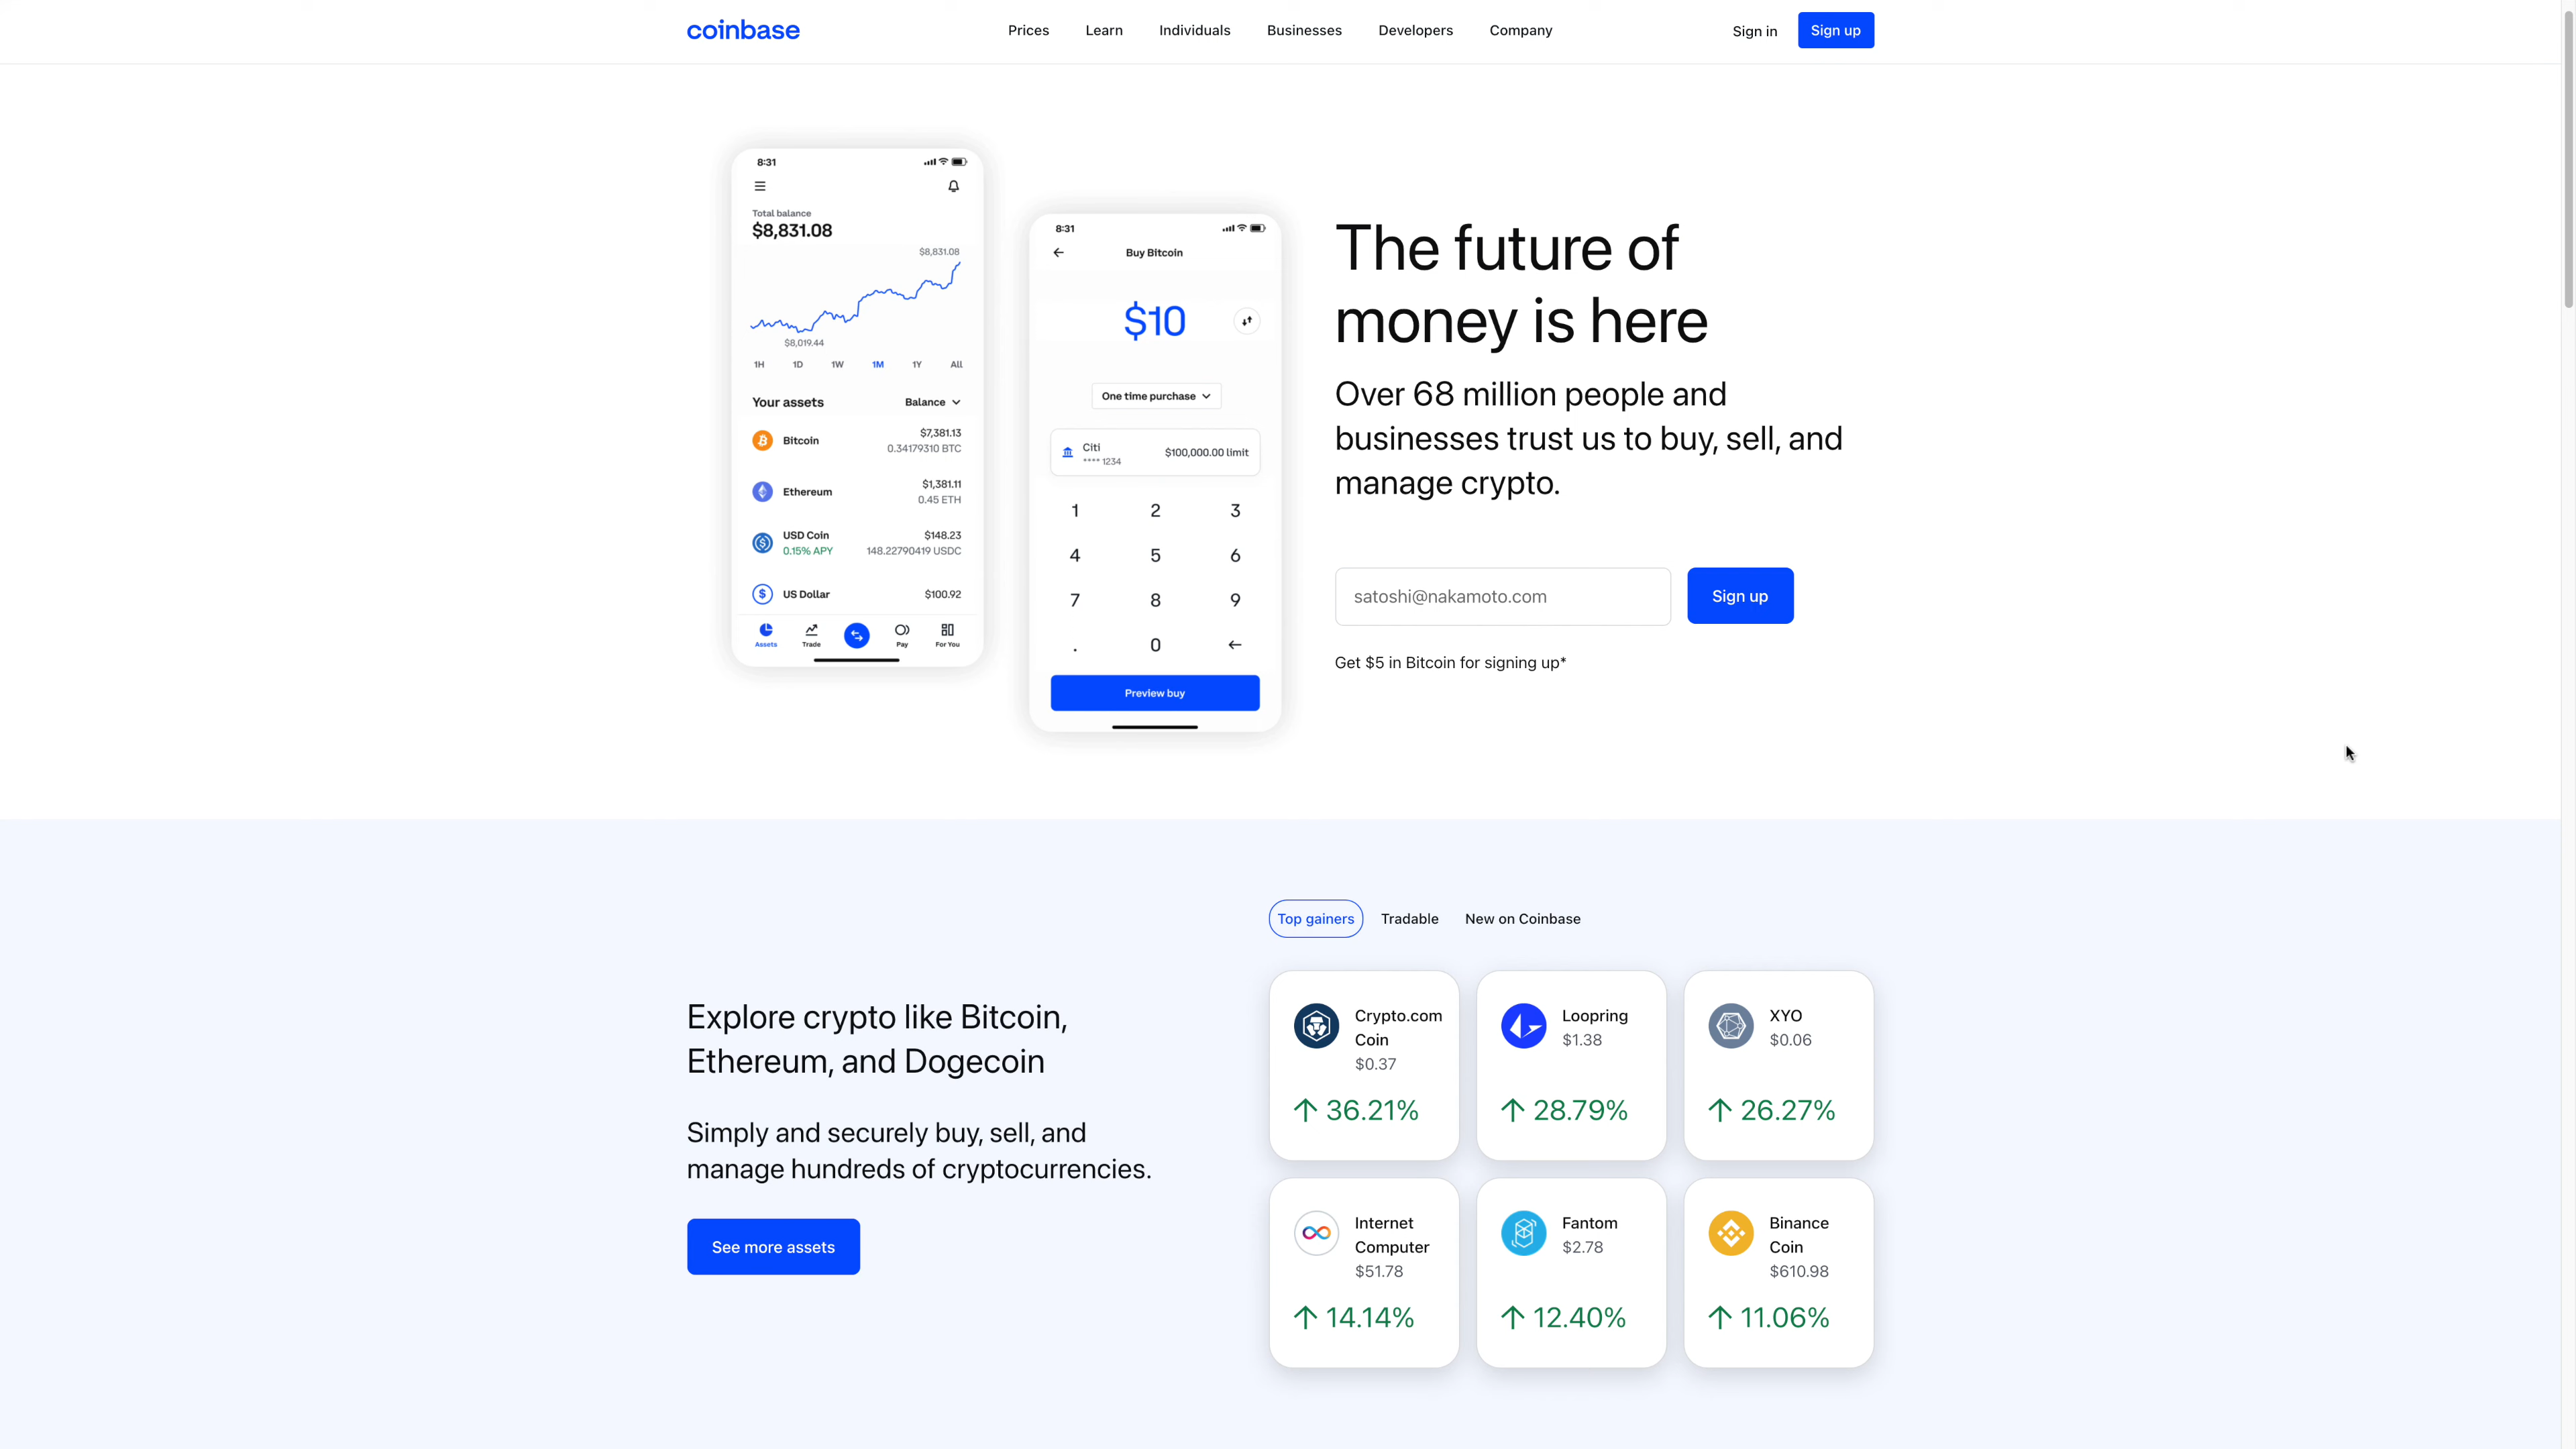 coinbase
Prices
Learn
Individuals
Businesses
Developers
Company
Sign in
Sign up
8:31
Total balance
$8,831.08
$8,831.08
$8,019.44
1H 1D 1W 1M 1Y All
Your assets
Balance
Bitcoin
$7,381.13
0.34179310 BTC
Ethereum
$1,381.11
0.45 ETH
USD Coin
$148.23
0.15% APY
148.22790419 USDC
US Dollar
$100.92
Assets
Trade
Pay
For You
8:31
Buy Bitcoin
$10
One time purchase
Citi
**** 1234
$100,000.00 limit
1 2 3
4 5 6
7 8 9
. 0
Preview buy
The future of
money is here
Over 68 million people and
businesses trust us to buy, sell, and
manage crypto.
satoshi@nakamoto.com
Sign up
Get $5 in Bitcoin for signing up*
Explore crypto like Bitcoin,
Ethereum, and Dogecoin
Simply and securely buy, sell, and
manage hundreds of cryptocurrencies.
See more assets
Top gainers
Tradable
New on Coinbase
Crypto.com
Coin
$0.37
36.21%
Loopring
$1.38
28.79%
XYO
$0.06
26.27%
Internet
Computer
$51.78
14.14%
Fantom
$2.78
12.40%
Binance
Coin
$610.98
11.06%